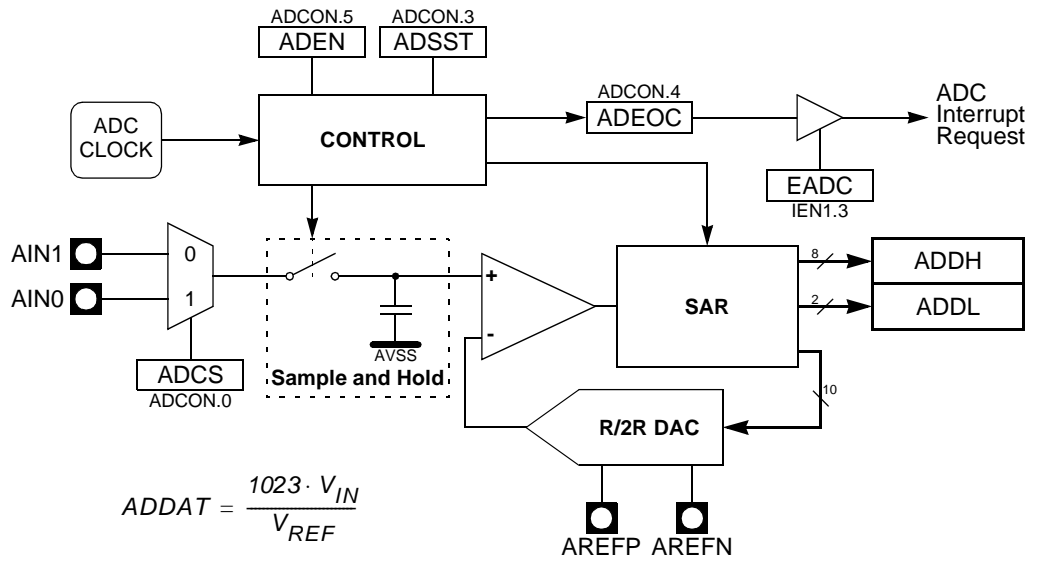 ADCON.5
ADCON.3
ADEN
ADSST
ADCON.4
ADEOC
ADC
Interrupt
Request
ADC
CLOCK
CONTROL
EADC
IEN1.3
AIN1
0
AIN0
1
ADCS
ADCON.0
AVSS
Sample and Hold
+
-
SAR
8
ADDH
2
ADDL
10
R/2R DAC
AREFP
AREFN
ADDAT = 1023 · VIN
VREF